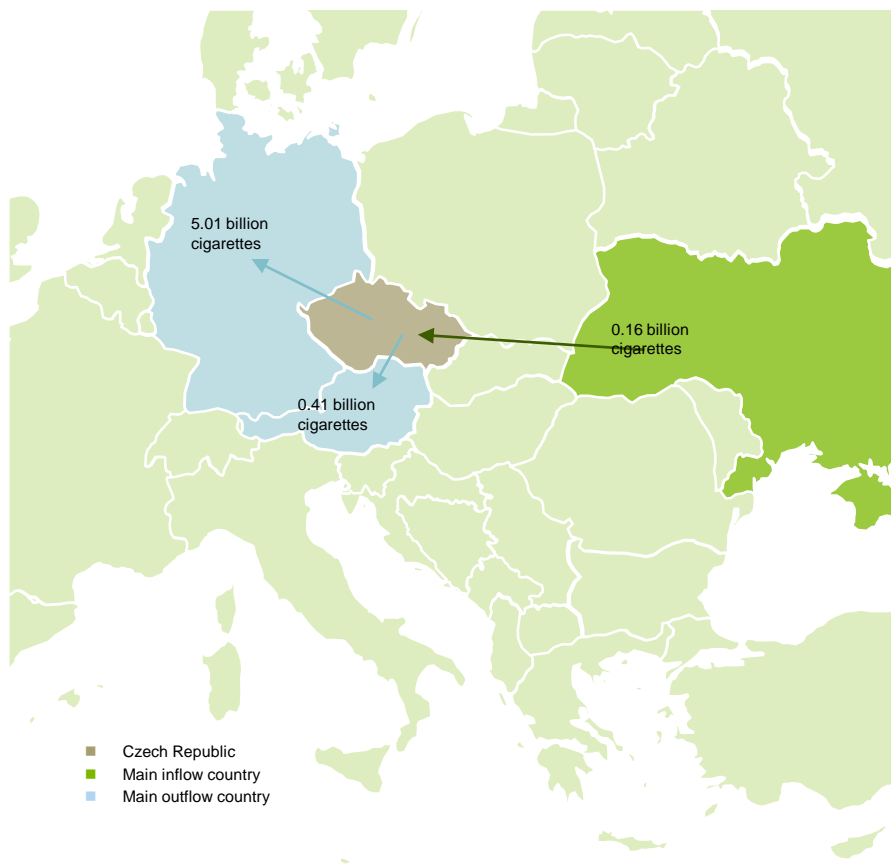 5.01 billion
cigarettes
0.16 billion
cigarettes
0.41 billion
cigarettes
Czech Republic
Main inflow country
Main outflow country